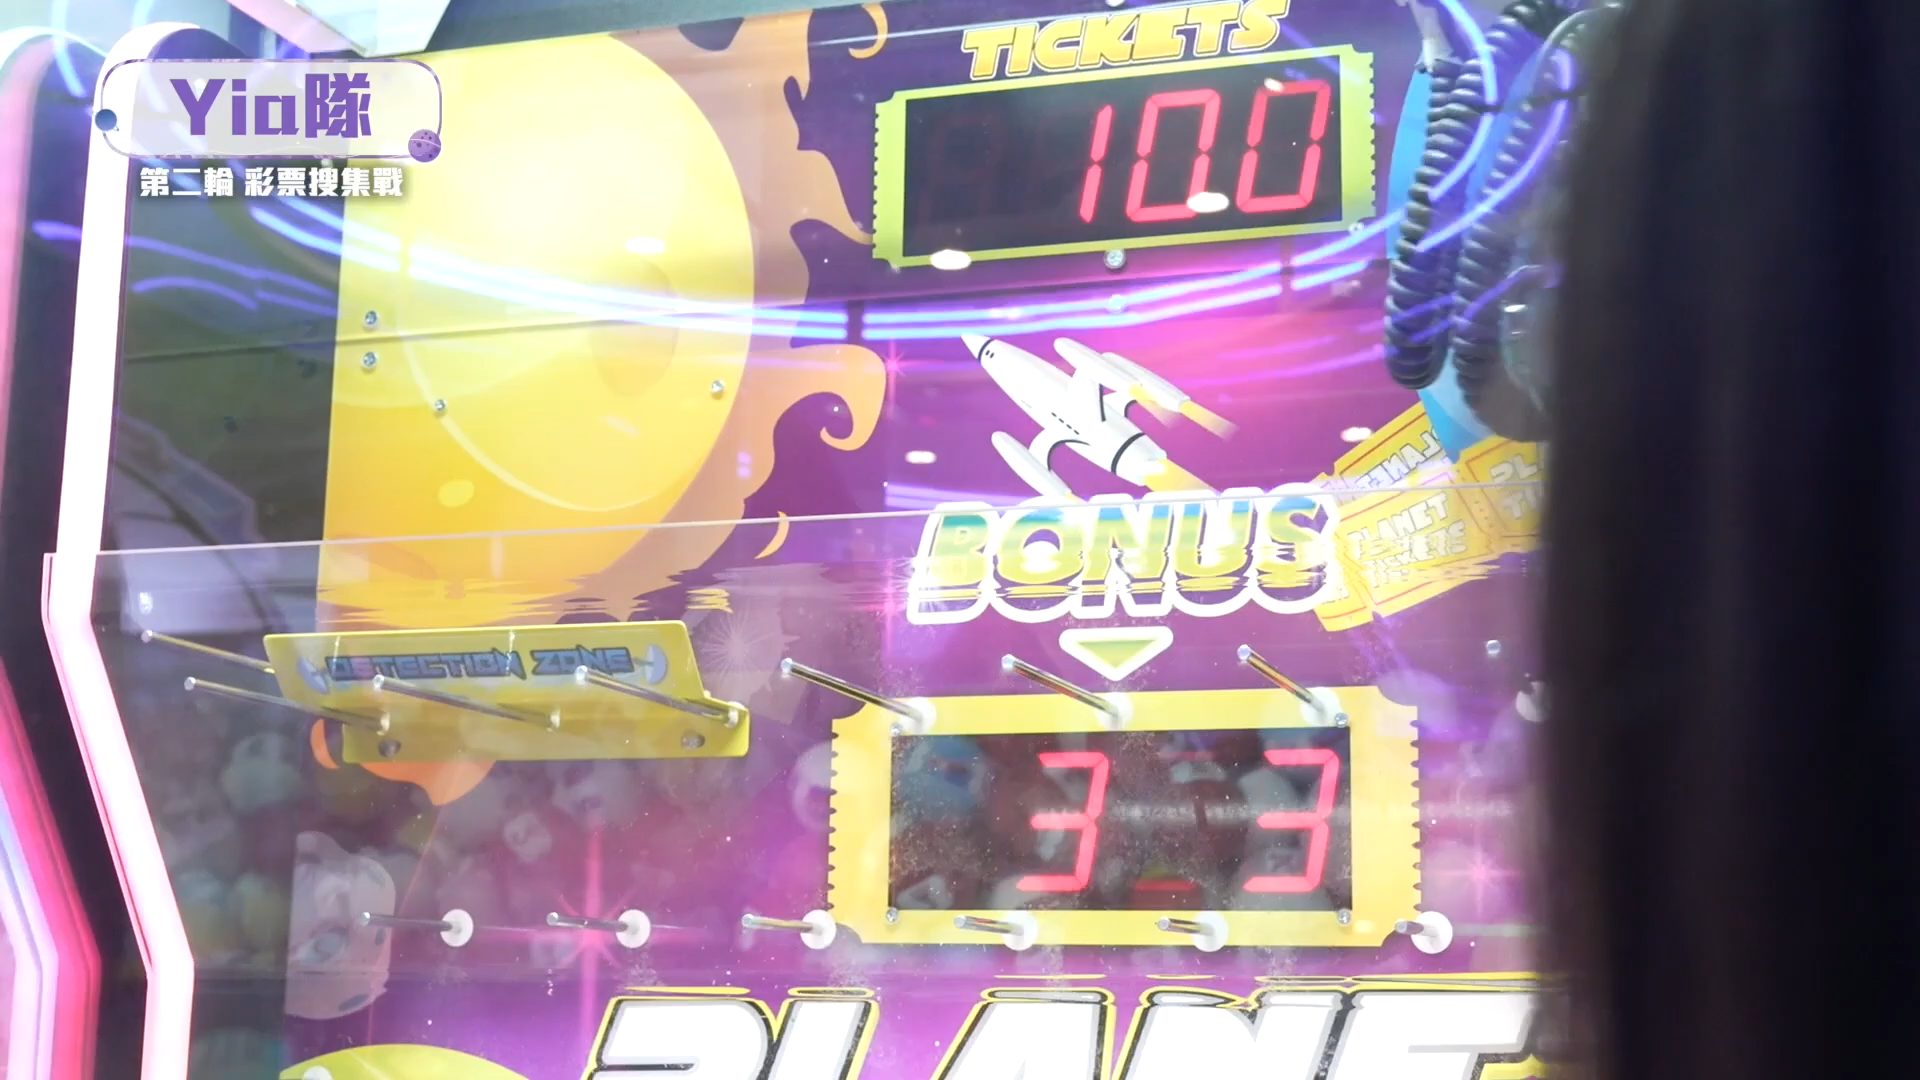 Yia隊
第二輪 彩票搜集戰
TICKETS
100
BONUS
PLANET
TICKETS
DETECTION ZONE
3 3
PLANE